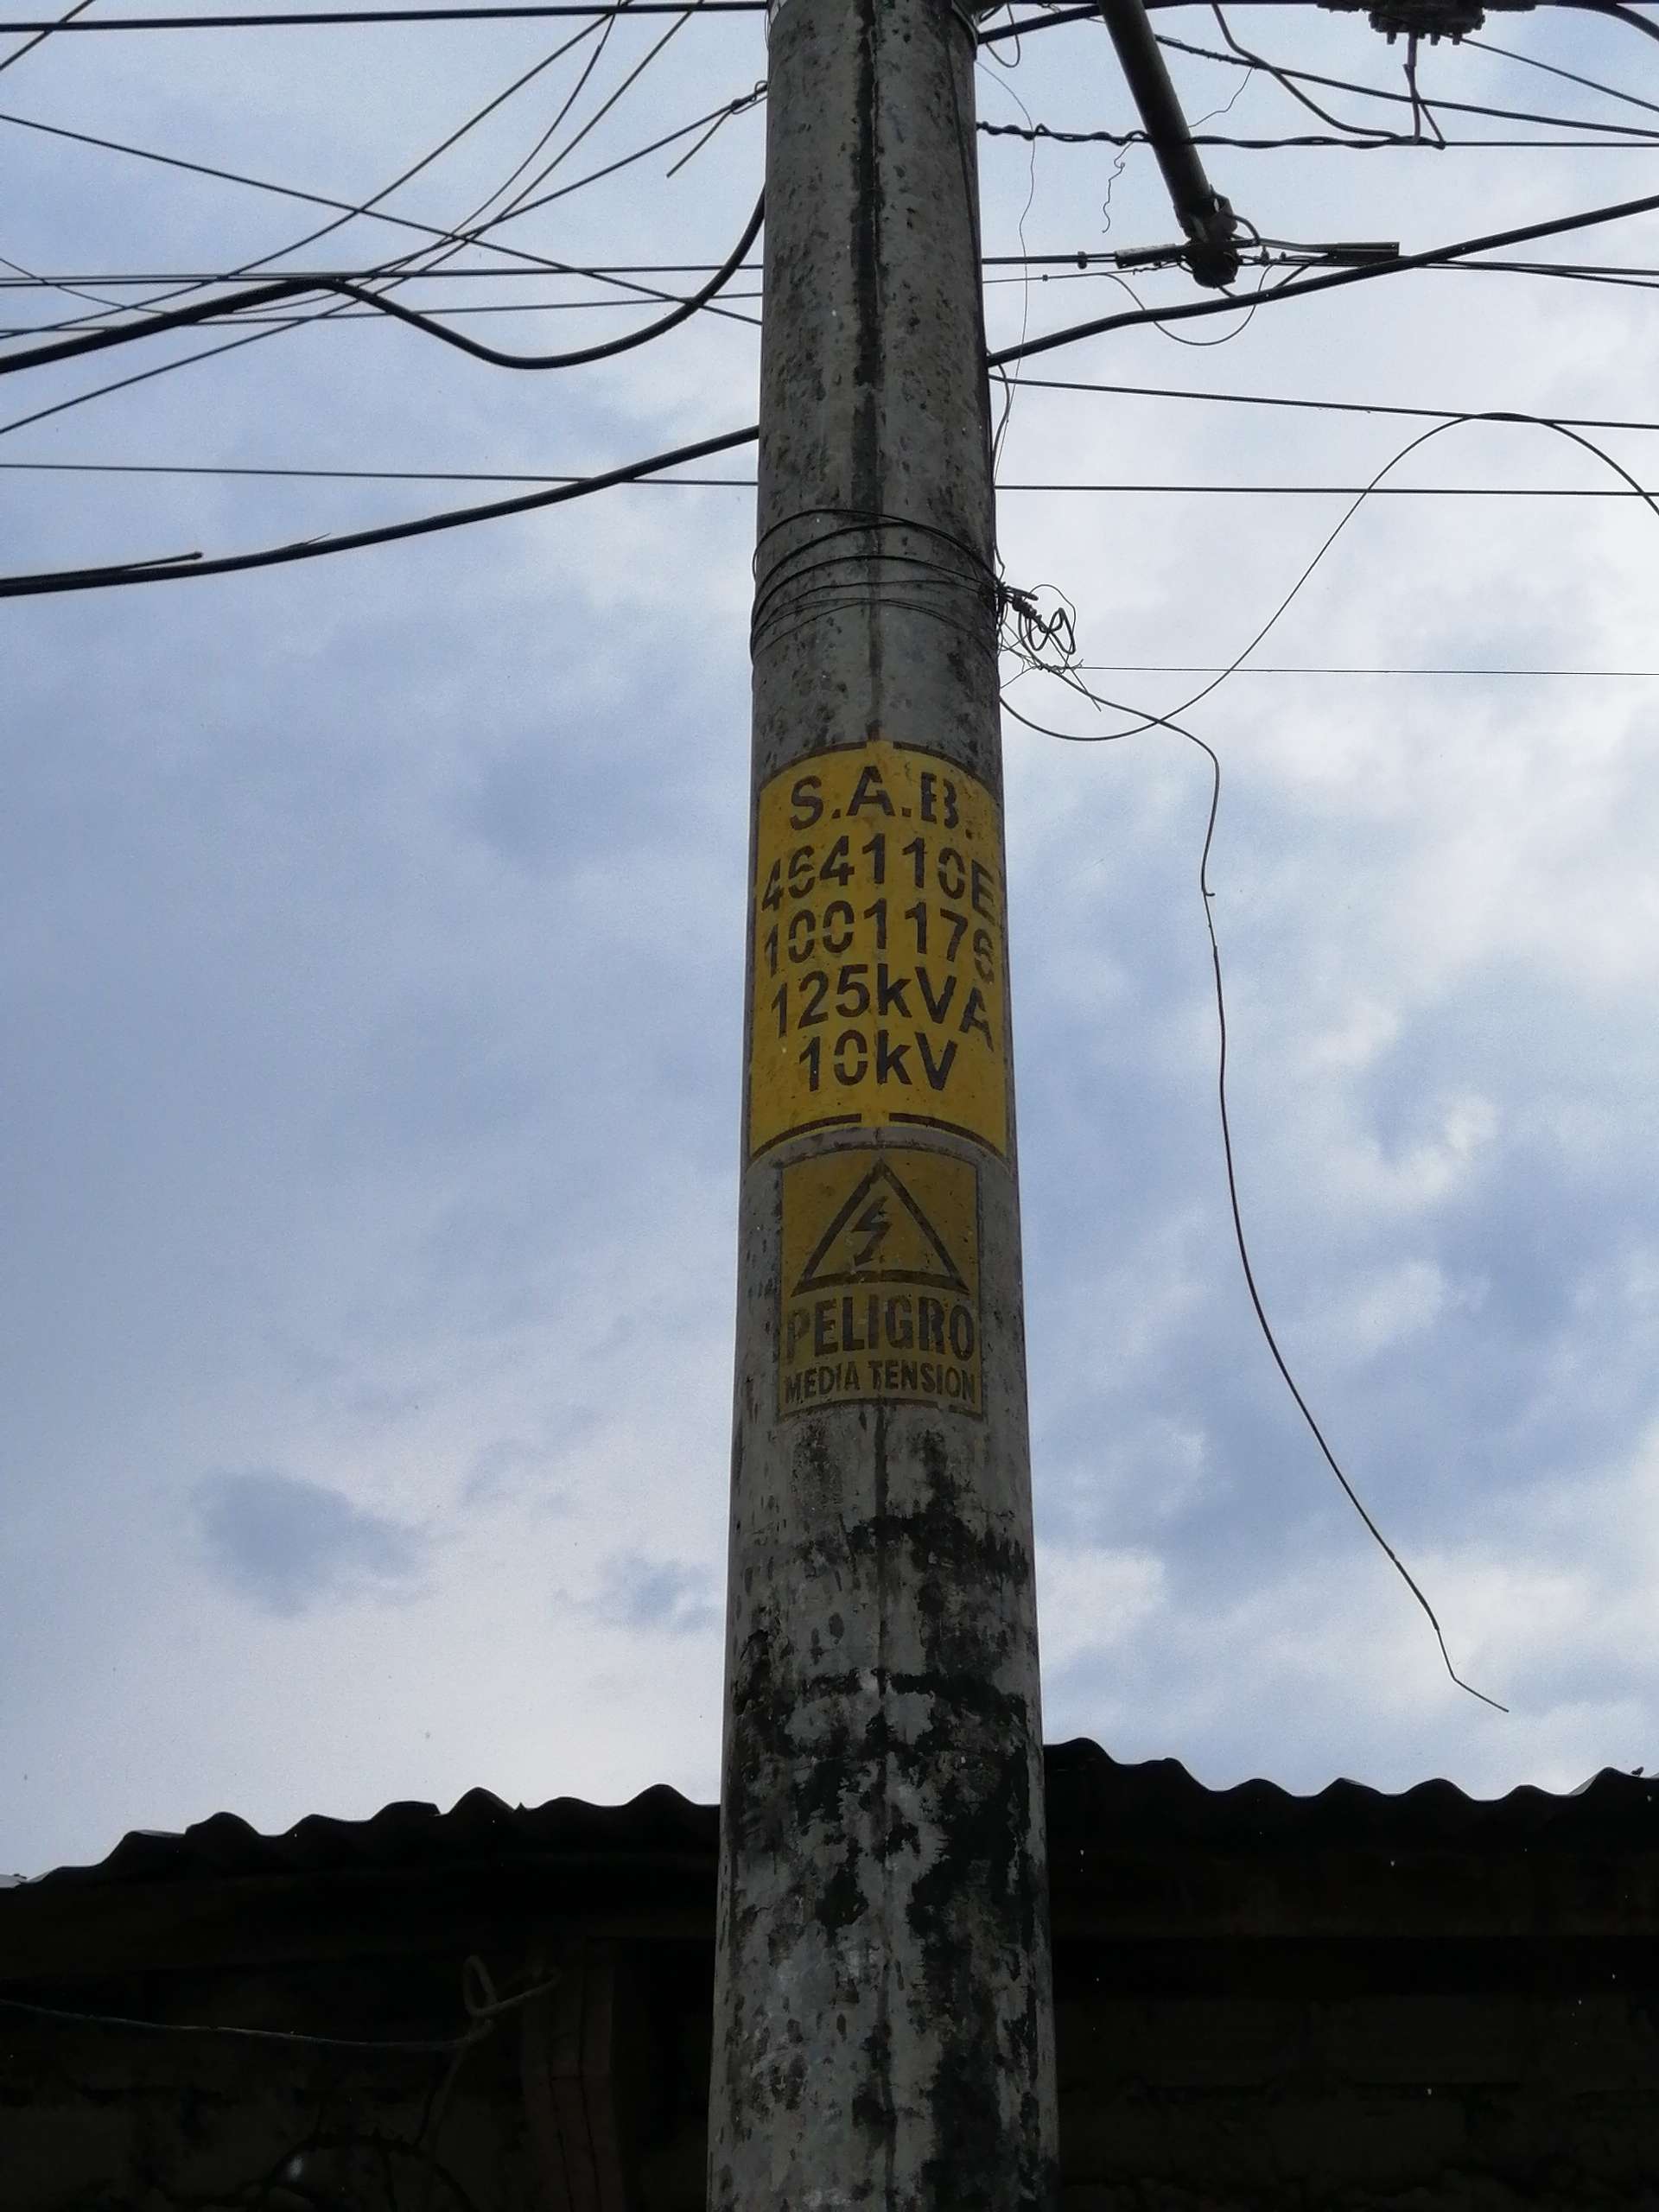 S.A.B.
464110E
1001176
125kVA
10kV
PELIGRO
MEDIA TENSION